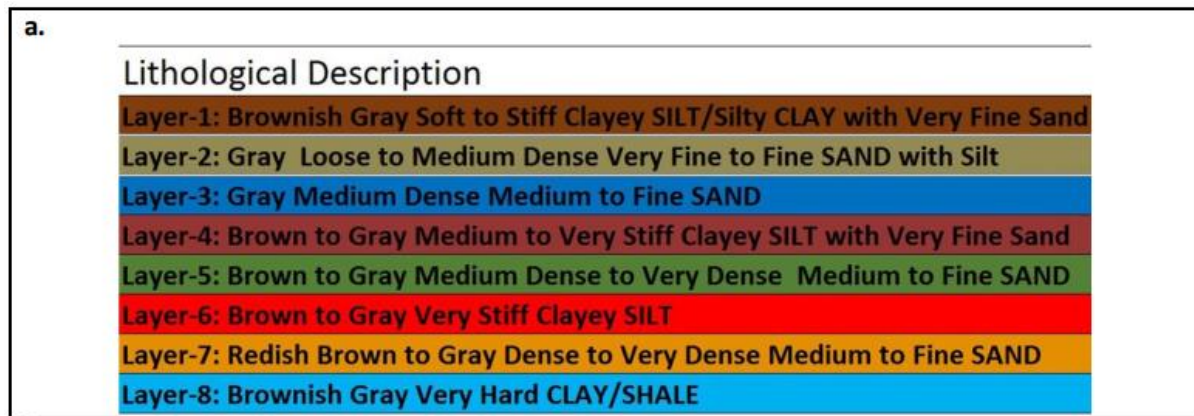 a.
Lithological Description
Layer-1: Brownish Gray Soft to Stiff Clayey SILT/Silty CLAY with Very Fine Sand
Layer-2: Gray  Loose to Medium Dense Very Fine to Fine SAND with Silt
Layer-3: Gray Medium Dense Medium to Fine SAND
Layer-4: Brown to Gray Medium to Very Stiff Clayey SILT with Very Fine Sand
Layer-5: Brown to Gray Medium Dense to Very Dense  Medium to Fine SAND
Layer-6: Brown to Gray Very Stiff Clayey SILT
Layer-7: Redish Brown to Gray Dense to Very Dense Medium to Fine SAND
Layer-8: Brownish Gray Very Hard CLAY/SHALE